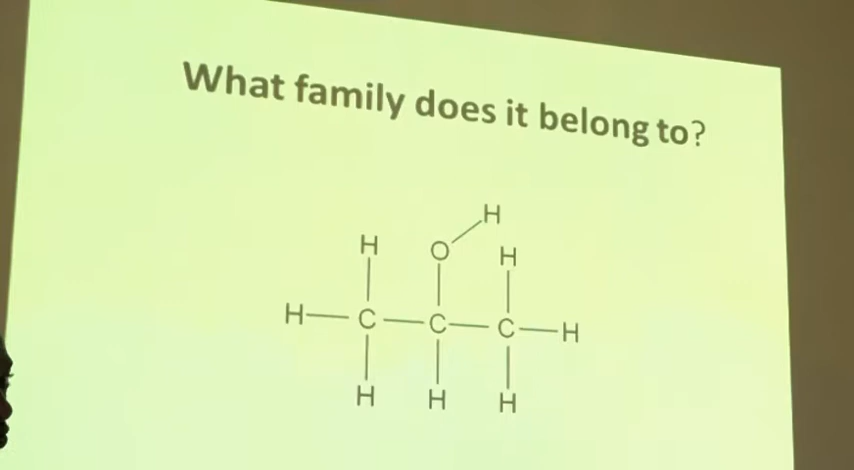 What family does it belong to?
H
H O H
H C C C H
H H H